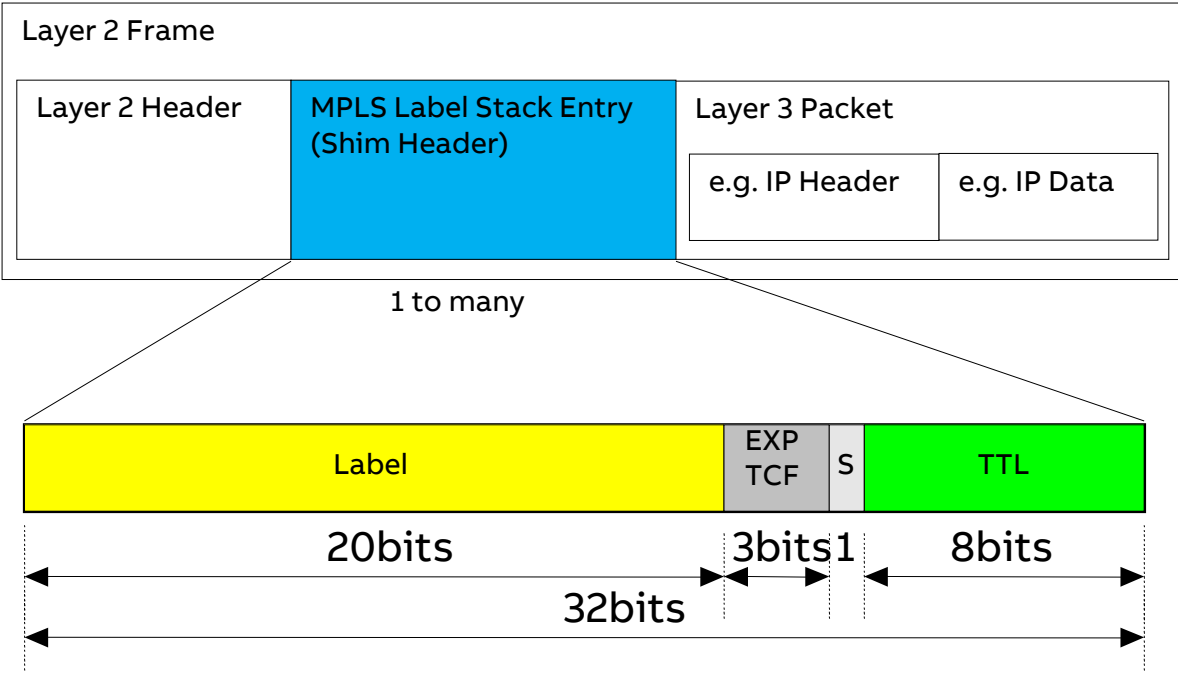 Layer 2 Frame
Layer 2 Header
MPLS Label Stack Entry
(Shim Header)
Layer 3 Packet
e.g. IP Header
e.g. IP Data
1 to many
Label
EXP
TCF
S
TTL
20bits
3bits
1
8bits
32bits